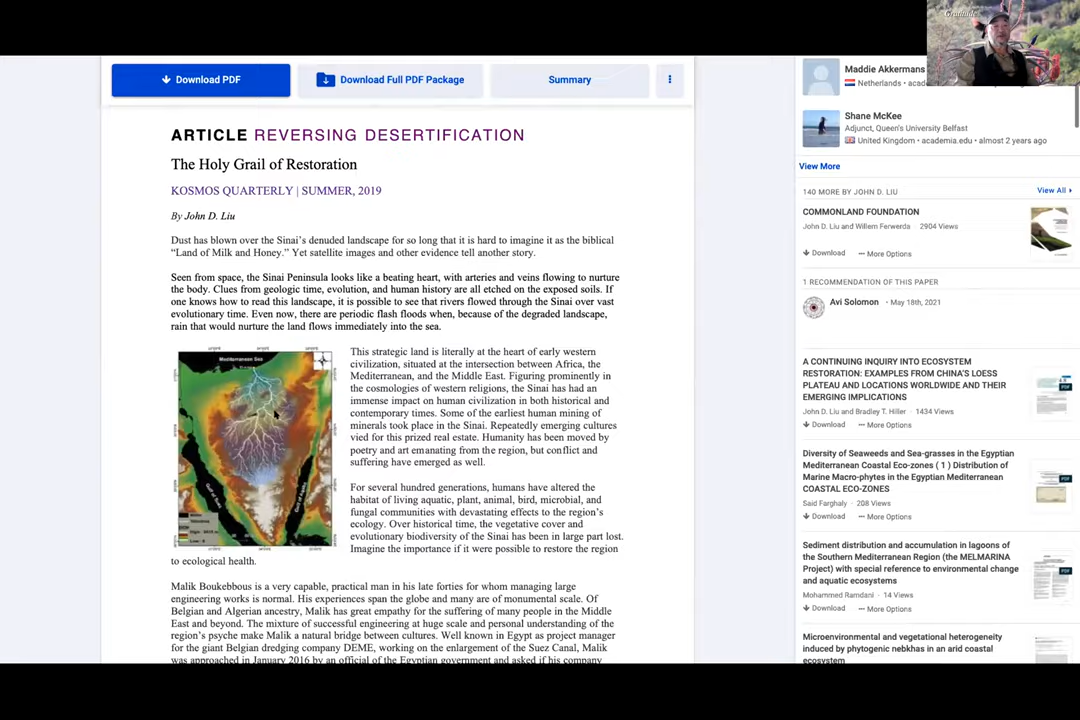 Gratitude
Download PDF
Download Full PDF Package
Summary
ARTICLE REVERSING DESERTIFICATION
The Holy Grail of Restoration
KOSMOS QUARTERLY | SUMMER, 2019
By John D. Liu
Dust has blown over the Sinai's denuded landscape for so long that it is hard to imagine it as the biblical
“Land of Milk and Honey.” Yet satellite images and other evidence tell another story.
Seen from space, the Sinai Peninsula looks like a beating heart, with arteries and veins flowing to nurture
the body. Clues from geologic time, evolution, and human history are all etched on the exposed soils. If
one knows how to read this landscape, it is possible to see that rivers flowed through the Sinai over vast
evolutionary time. Even now, there are periodic flash floods when, because of the degraded landscape,
rain that would nurture the land flows immediately into the sea.
Mediterranean Sea
This strategic land is literally at the heart of early western
civilization, situated at the intersection between Africa, the
Mediterranean, and the Middle East. Figuring prominently in
the cosmologies of western religions, the Sinai has had an
immense impact on human civilization in both historical and
contemporary times. Some of the earliest human mining of
minerals took place in the Sinai. Repeatedly emerging cultures
vied for this prized real estate. Humanity has been moved by
poetry and art emanating from the region, but conflict and
suffering have emerged as well.
For several hundred generations, humans have altered the
habitat of living aquatic, plant, animal, bird, microbial, and
fungal communities with devastating effects to the region's
ecology. Over historical time, the vegetative cover and
evolutionary biodiversity of the Sinai has been in large part lost.
Imagine the importance if it were possible to restore the region
to ecological health.
Malik Boukebbous is a very capable, practical man in his late forties for whom managing large
engineering works is normal. His experiences span the globe and many are of monumental scale. Of
Belgian and Algerian ancestry, Malik has great empathy for the suffering of many people in the Middle
East and beyond. The mixture of successful engineering at huge scale and personal understanding of the
region's psyche make Malik a natural bridge between cultures. Well known in Egypt as project manager
for the giant Belgian dredging company DEME, working on the enlargement of the Suez Canal, Malik
was approached in January 2016 by an official of the Egyptian government and asked if his company
Maddie Akkermans
Netherlands •
Shane McKee
Adjunct, Queen's University Belfast
United Kingdom • academia.edu • almost 2 years ago
View More
140 MORE BY JOHN D. LIU
View All
COMMONLAND FOUNDATION
John D. Liu and Willem Ferwerda 2904 Views
Download ••• More Options
1 RECOMMENDATION OF THIS PAPER
Avi Solomon • May 18th, 2021
A CONTINUING INQUIRY INTO ECOSYSTEM
RESTORATION: EXAMPLES FROM CHINA'S LOESS
PLATEAU AND LOCATIONS WORLDWIDE AND THEIR
EMERGING IMPLICATIONS
John D. Liu and Bradley T. Hiller • 1434 Views
Download ••• More Options
PDF
Diversity of Seaweeds and Sea-grasses in the Egyptian
Mediterranean Coastal Eco-zones ( 1 ) Distribution of
Marine Macro-phytes in the Egyptian Mediterranean
COASTAL ECO-ZONES
Said Farghaly • 208 Views
Download ••• More Options
PDF
Sediment distribution and accumulation in lagoons of
the Southern Mediterranean Region (the MELMARINA
Project) with special reference to environmental change
and aquatic ecosystems
Mohammed Ramdani • 14 Views
Download ••• More Options
PDF
Microenvironmental and vegetational heterogeneity
induced by phytogenic nebkhas in an arid coastal
ecosystem